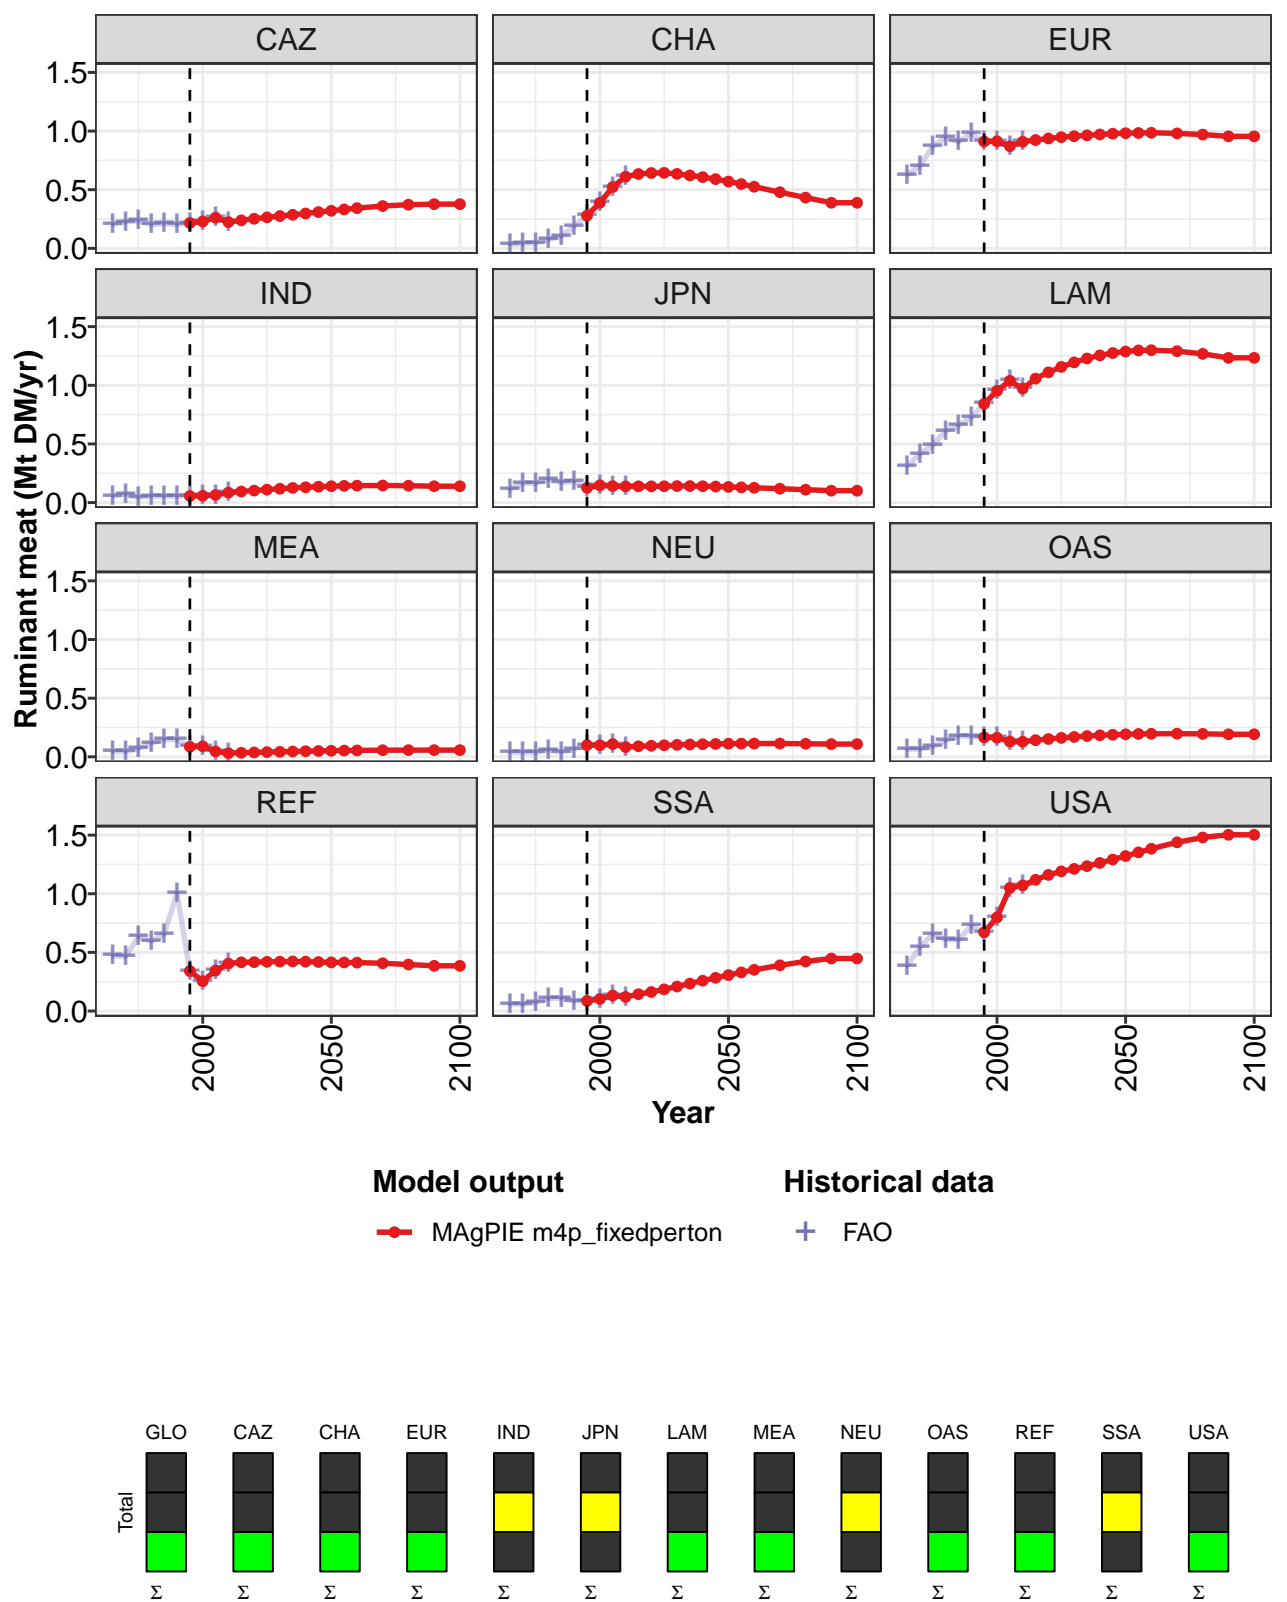 CAZ CHA EUR
1.5
1.0
0.5
0.0
IND JPN LAM
1.5
1.0
0.5
0.0
MEA NEU OAS
1.5
1.0
0.5
0.0
REF SSA USA
1.5
1.0
0.5
0.0
Ruminant meat (Mt DM/yr)
2000 2050 2100 2000 2050 2100 2000 2050 2100
Year
Model output Historical data
MAgPIE m4p_fixedperton FAO
GLO CAZ CHA EUR IND JPN LAM MEA NEU OAS REF SSA USA
Total
Σ Σ Σ Σ Σ Σ Σ Σ Σ Σ Σ Σ Σ